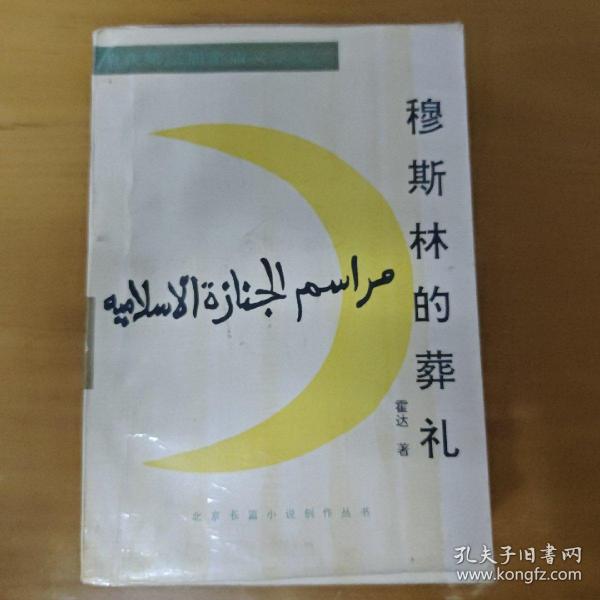 穆斯林的葬礼
مراسم الجنازة الاسلاميه
霍达 著
北京长篇小说创作丛书
孔夫子旧书网
www.kongfz.com